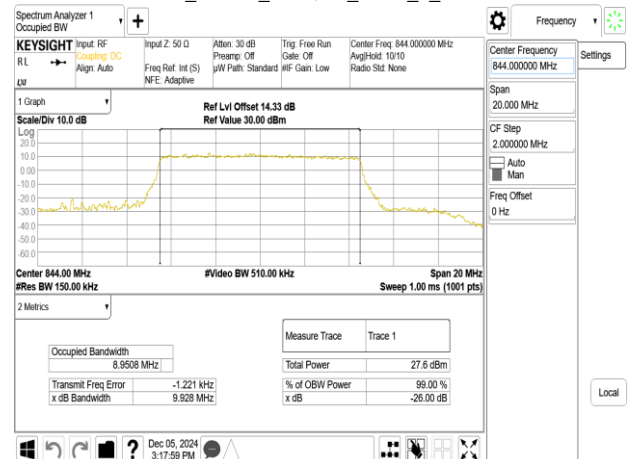 Spectrum Analyzer 1
Occupied BW
Frequency
KEYSIGHT Input: RF Input Z: 50 Ω Atten: 30 dB Trig: Free Run Center Freq: 844.000000 MHz
RL Coupling: DC Preamp: Off Gate: Off Avg|Hold: 10/10
Align: Auto Freq Ref: Int (S) µW Path: Standard #IF Gain: Low Radio Std: None
NFE: Adaptive
Center Frequency
844.000000 MHz
Settings
Span
20.000 MHz
CF Step
2.000000 MHz
Auto
Man
Freq Offset
0 Hz
1 Graph
Ref Lvl Offset 14.33 dB
Scale/Div 10.0 dB Ref Value 30.00 dBm
Log
20.0
10.0
0.00
-10.0
-20.0
-30.0
-40.0
-50.0
-60.0
Center 844.00 MHz #Video BW 510.00 kHz Span 20 MHz
#Res BW 150.00 kHz Sweep 1.00 ms (1001 pts)
2 Metrics
Measure Trace Trace 1
Occupied Bandwidth
8.9508 MHz
Total Power 27.6 dBm
Transmit Freq Error -1.221 kHz % of OBW Power 99.00 %
x dB Bandwidth 9.928 MHz x dB -26.00 dB
Local
Dec 05, 2024
3:17:59 PM